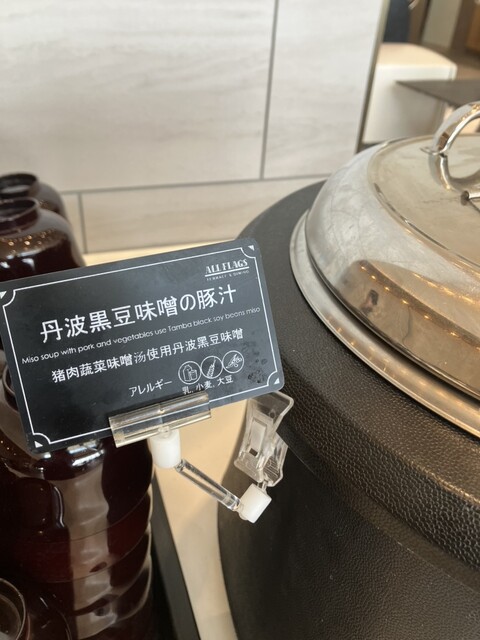 ALL FLAGS
丹波黒豆味噌の豚汁
Miso soup with pork and vegetables use Tamba black soy beans miso
猪肉蔬菜味噌汤使用丹波黑豆味噌
アレルギー
乳, 小麦, 大豆